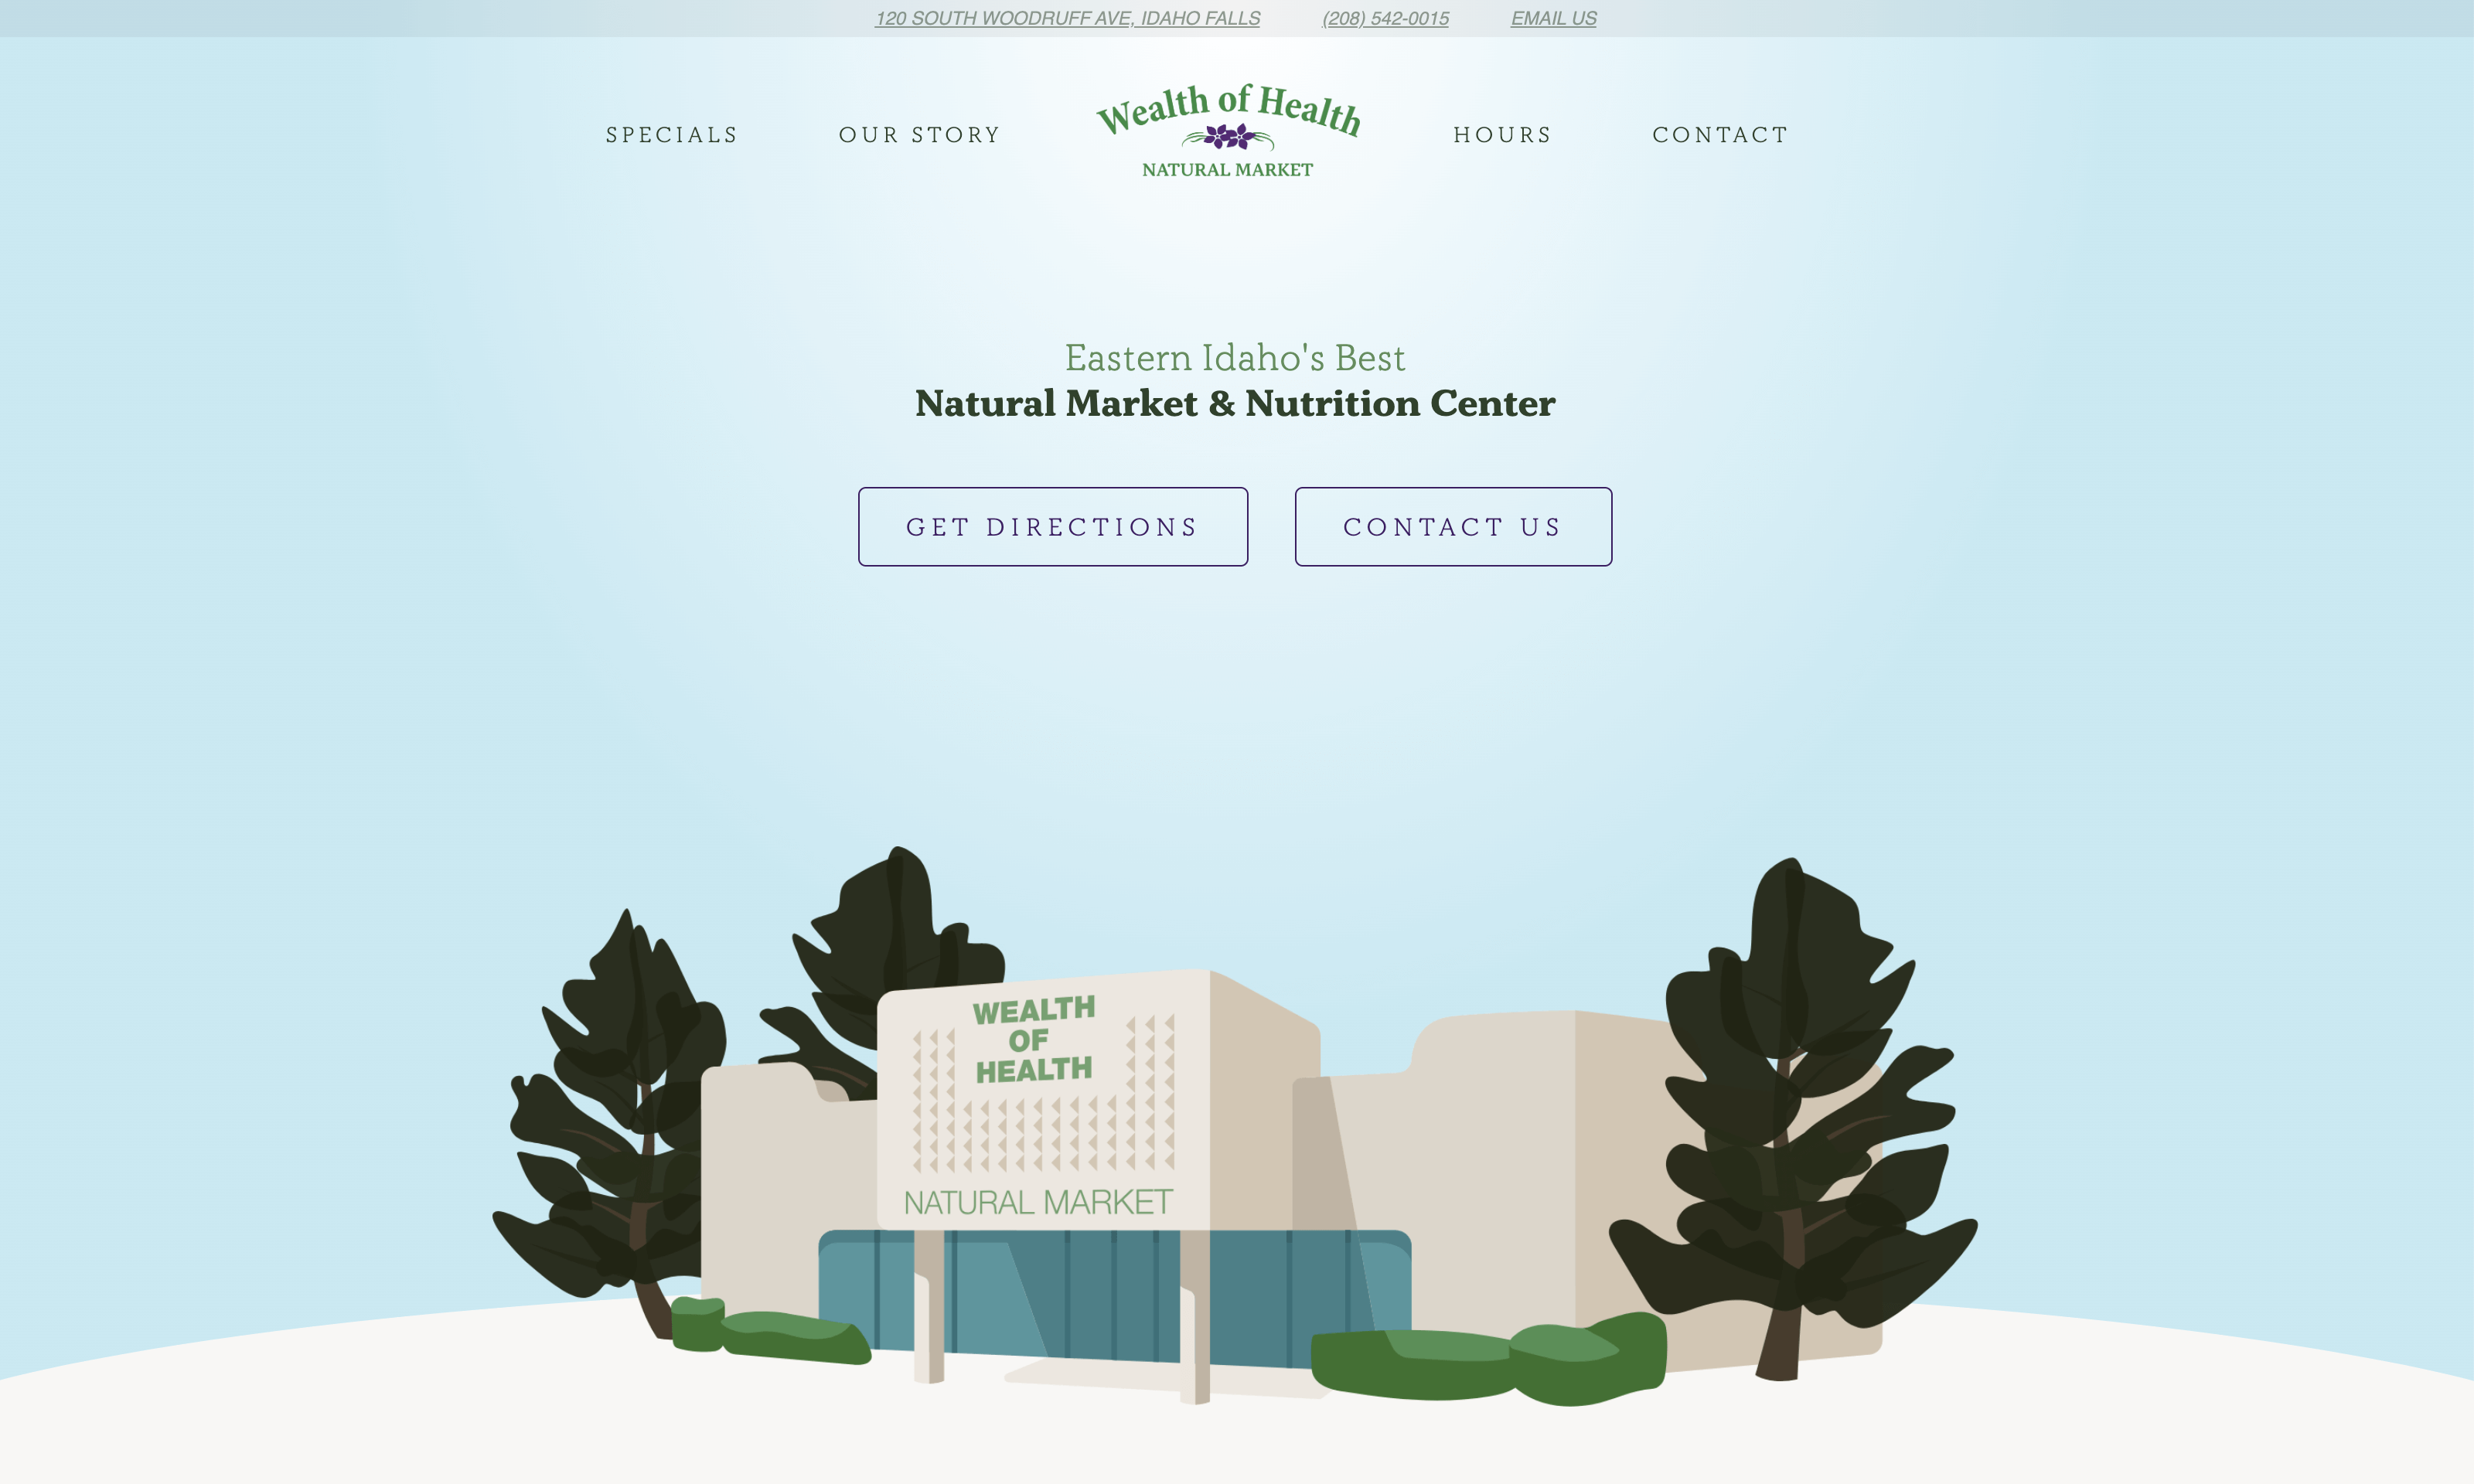 120 SOUTH WOODRUFF AVE, IDAHO FALLS (208) 542-0015 EMAIL US
SPECIALS OUR STORY HOURS CONTACT
Wealth of Health
NATURAL MARKET
Eastern Idaho's Best
Natural Market & Nutrition Center
GET DIRECTIONS CONTACT US
WEALTH
OF
HEALTH
NATURAL MARKET